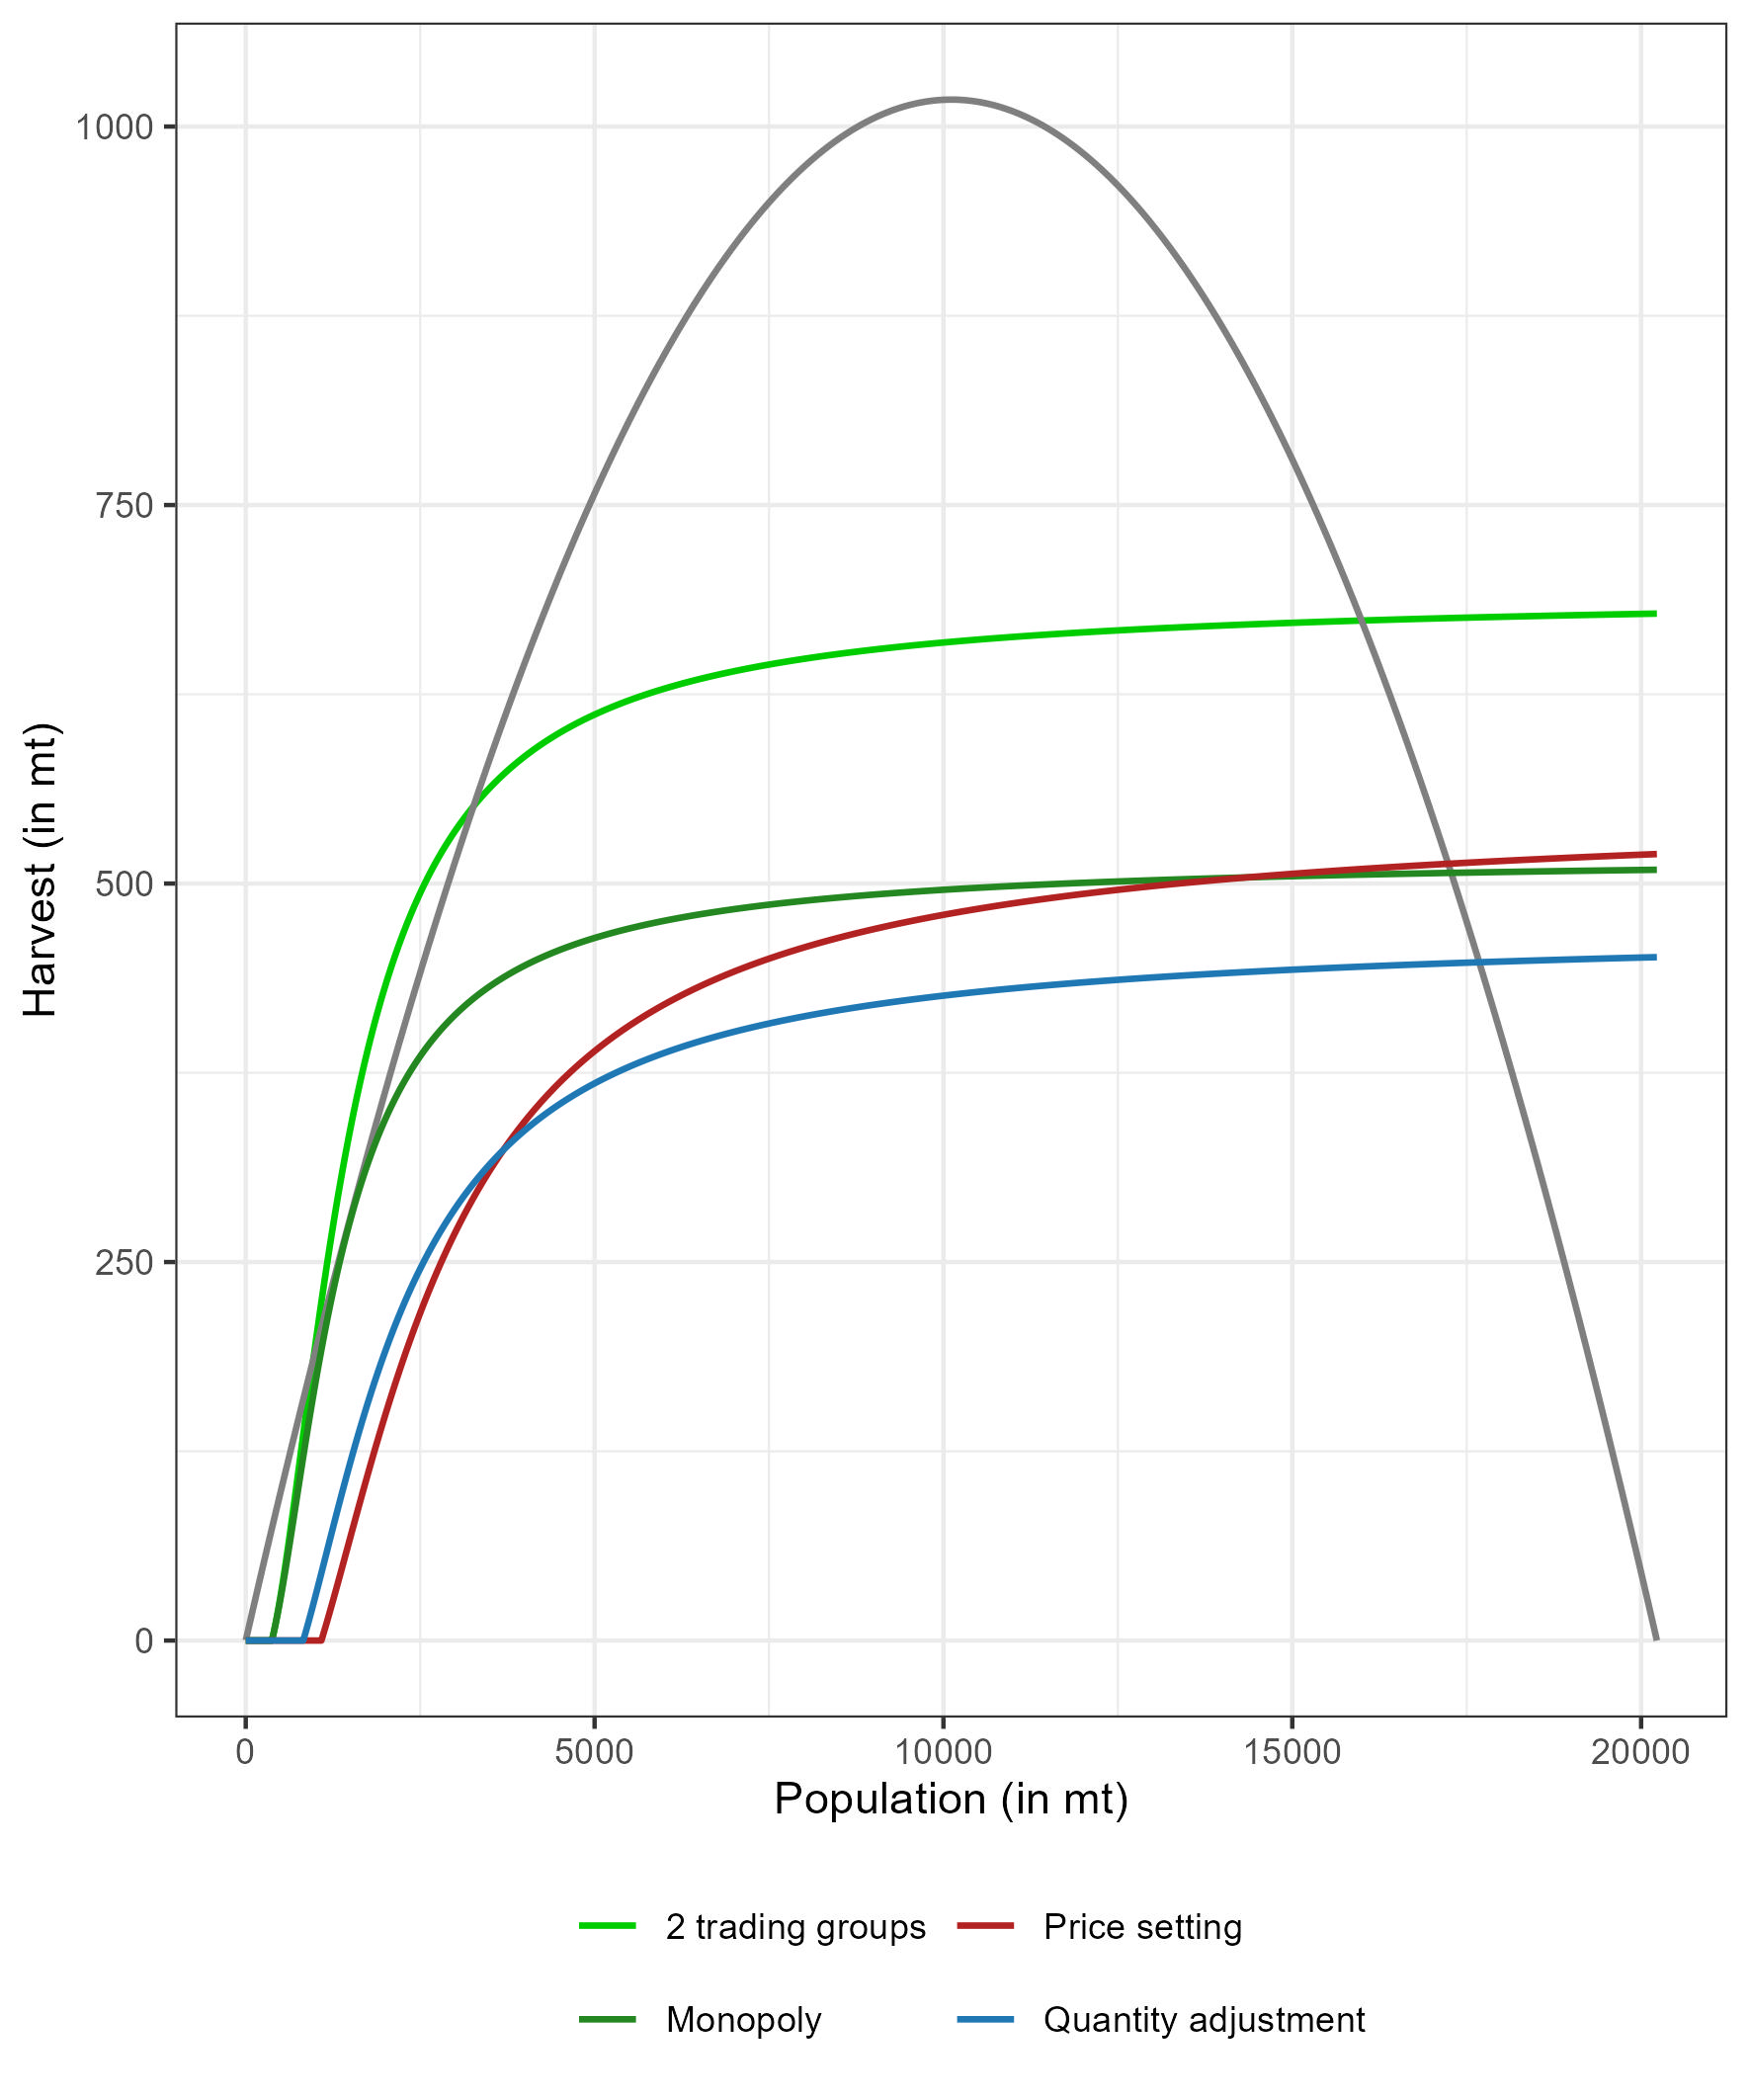 1000
750
500
250
0
Harvest (in mt)
0 5000 10000 15000 20000
Population (in mt)
2 trading groups Price setting
Monopoly Quantity adjustment